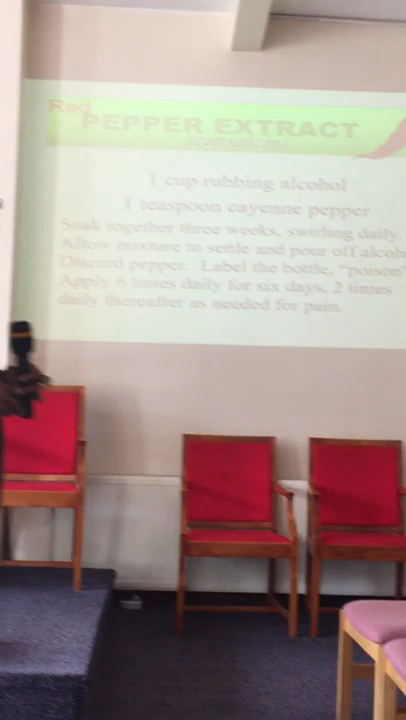 Red
PEPPER EXTRACT
(Capsaicin)
1 cup rubbing alcohol
1 teaspoon cayenne pepper
Soak together three weeks, swirling daily.
Allow mixture to settle and pour off alcoh
Discard pepper. Label the bottle, "poison"
Apply 6 times daily for six days, 2 times
daily thereafter as needed for pain.